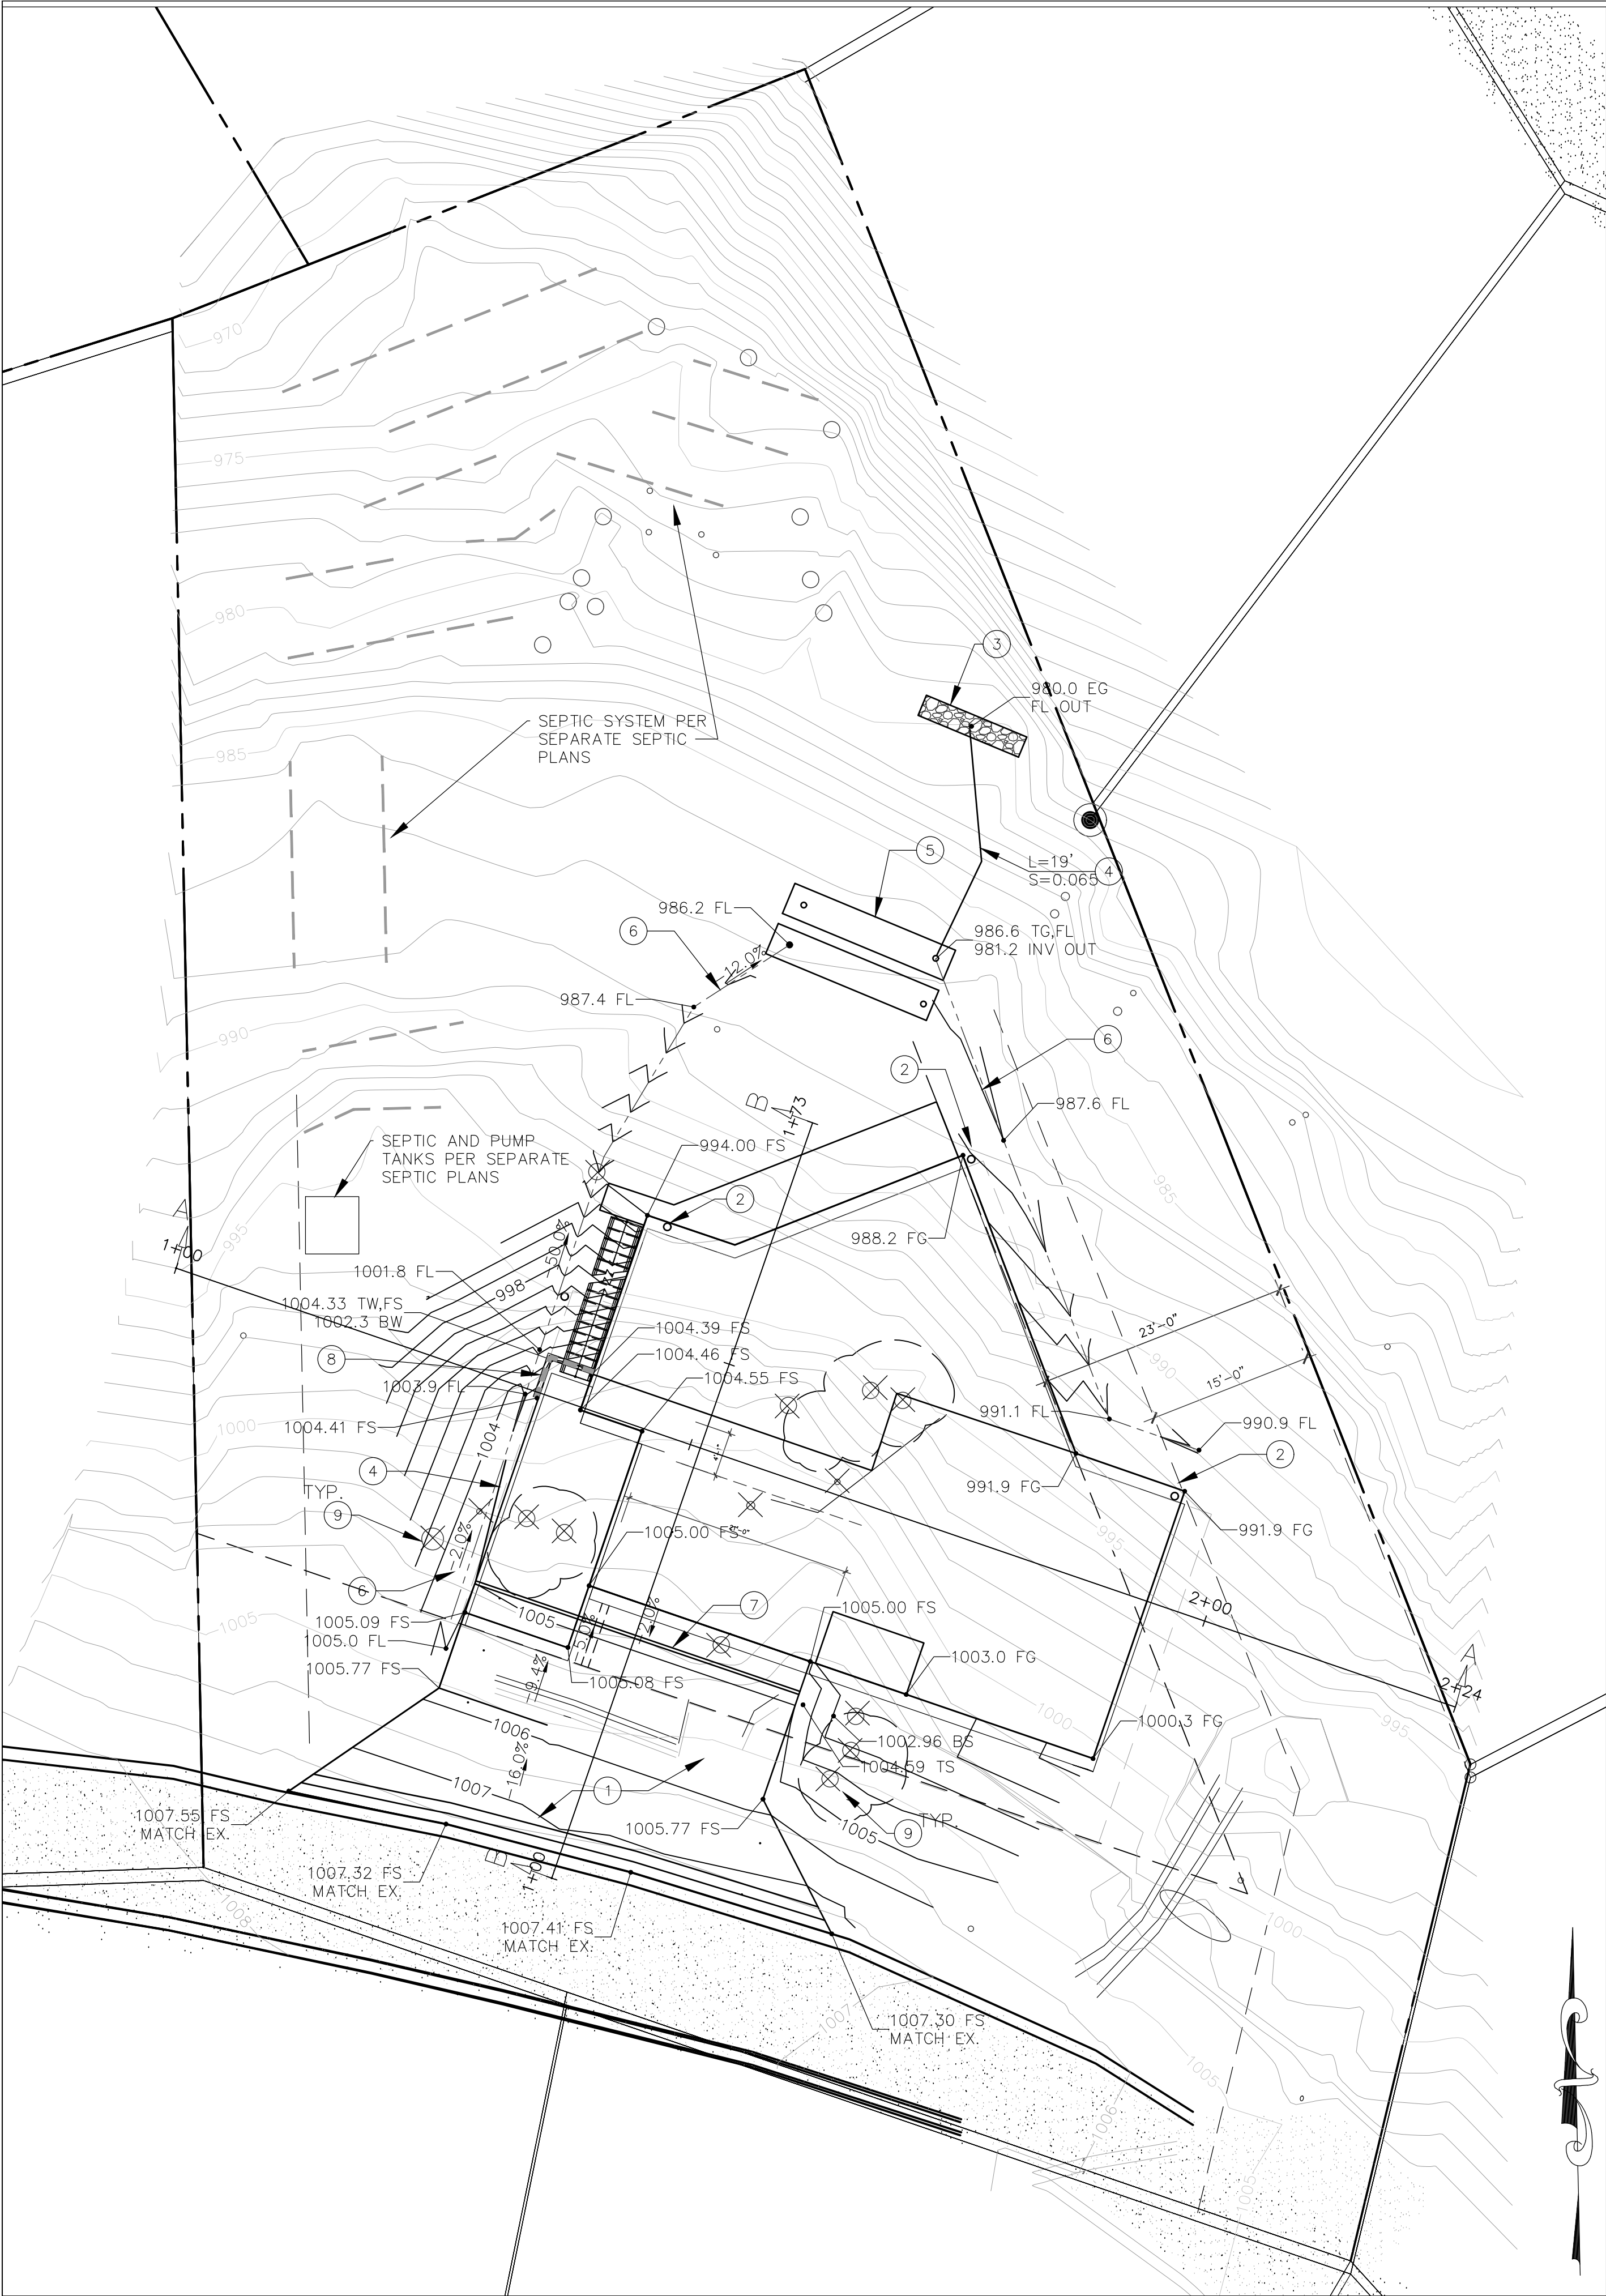 970
975
980
3
980.0 EG
FL OUT
SEPTIC SYSTEM PER
SEPARATE SEPTIC
PLANS
985
5
L=19'
S=0.065
4
986.2 FL
6
986.6 TG,FL
981.2 INV OUT
-12.0%
987.4 FL
990
6
2
987.6 FL
B
1+73
SEPTIC AND PUMP
TANKS PER SEPARATE
SEPTIC PLANS
994.00 FS
2
985
A
1+00
995
988.2 FG
-50.0%
1001.8 FL
998
23'-0"
1004.33 TW,FS
1002.3 BW
1004.39 FS
8
1004.46 FS
990
1003.9 FL
1004.55 FS
15'-0"
1000
1004.41 FS
1004
991.1 FL
990.9 FL
2
4
991.9 FG
TYP.
9
991.9 FG
-2.0%
1005.00 FS
995
6
1005
7
1005.00 FS
2+00
1005
1005.09 FS
1005.0 FL
-5.0%
2.0%
1003.0 FG
A
2+24
1005.77 FS
-9.4%
1005.08 FS
1006
1000
1000.3 FG
995
1002.96 BS
1004.59 TS
-16.0%
1007
1
1007.55 FS
MATCH EX.
1005.77 FS
1005
9
TYP.
B
1+00
1007.32 FS
MATCH EX.
1008
1000
1007.41 FS
MATCH EX.
1007
1007.30 FS
MATCH EX.
1005
1006
1005